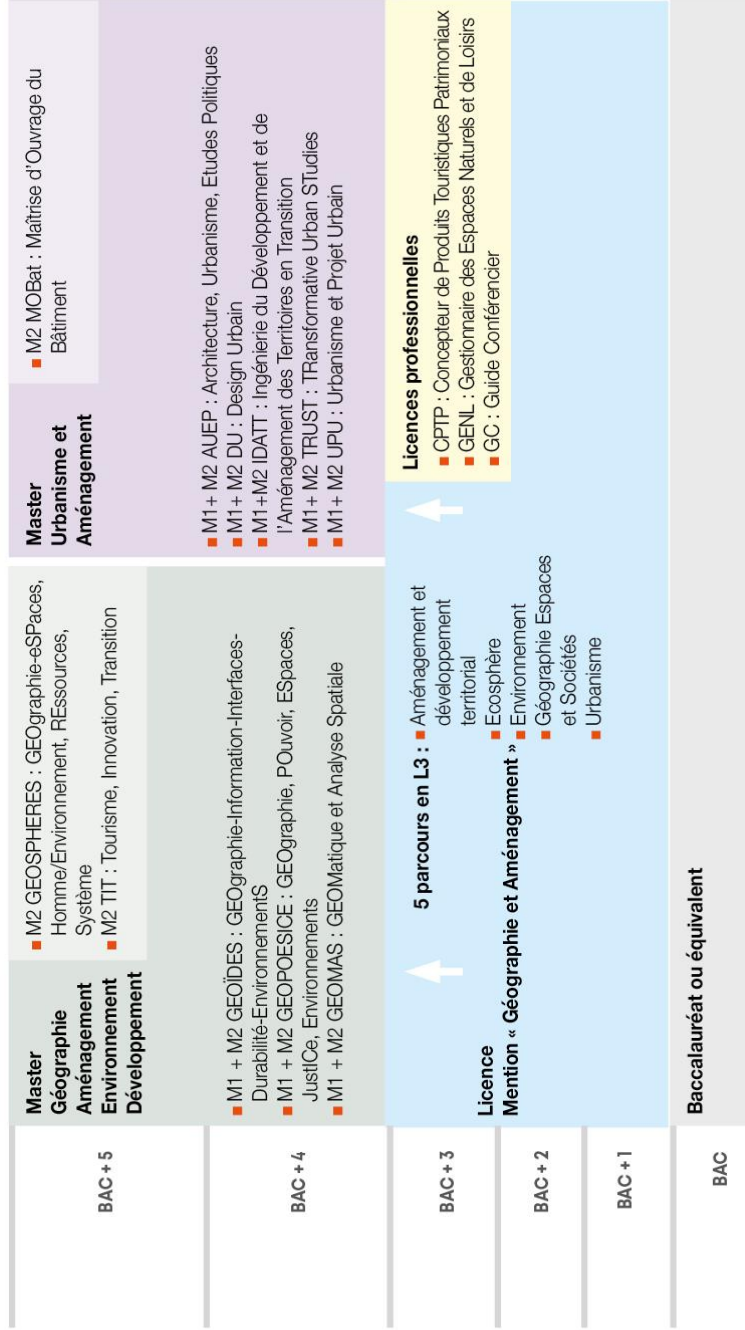 BAC + 5
Master
Géographie
Aménagement
Environnement
Développement
■ M2 GEOSPHERES : GEOgraphie-eSPaces,
Homme/Environnement, REssources,
Système
■ M2 TIT : Tourisme, Innovation, Transition
Master
Urbanisme et
Aménagement
■ M2 MOBat : Maîtrise d'Ouvrage du
Bâtiment
BAC + 4
■ M1 + M2 GEOÏDES : GEOgraphie-Information-Interfaces-
Durabilité-EnvironnementS
■ M1 + M2 GEOPOESICE : GEOgraphie, POuvoir, ESpaces,
JustICe, Environnements
■ M1 + M2 GEOMAS : GEOMatique et Analyse Spatiale
■ M1+ M2 AUEP : Architecture, Urbanisme, Etudes Politiques
■ M1+ M2 DU : Design Urbain
■ M1+M2 IDATT : Ingénierie du Développement et de
l'Aménagement des Territoires en Transition
■ M1+ M2 TRUST : TRansformative Urban STudies
■ M1+ M2 UPU : Urbanisme et Projet Urbain
BAC + 3
BAC + 2
BAC + 1
Licence
Mention « Géographie et Aménagement »
5 parcours en L3 : ■ Aménagement et
développement
territorial
■ Ecosphère
■ Environnement
■ Géographie Espaces
et Sociétés
■ Urbanisme
Licences professionnelles
■ CPTP : Concepteur de Produits Touristiques Patrimoniaux
■ GENL : Gestionnaire des Espaces Naturels et de Loisirs
■ GC : Guide Conférencier
BAC
Baccalauréat ou équivalent